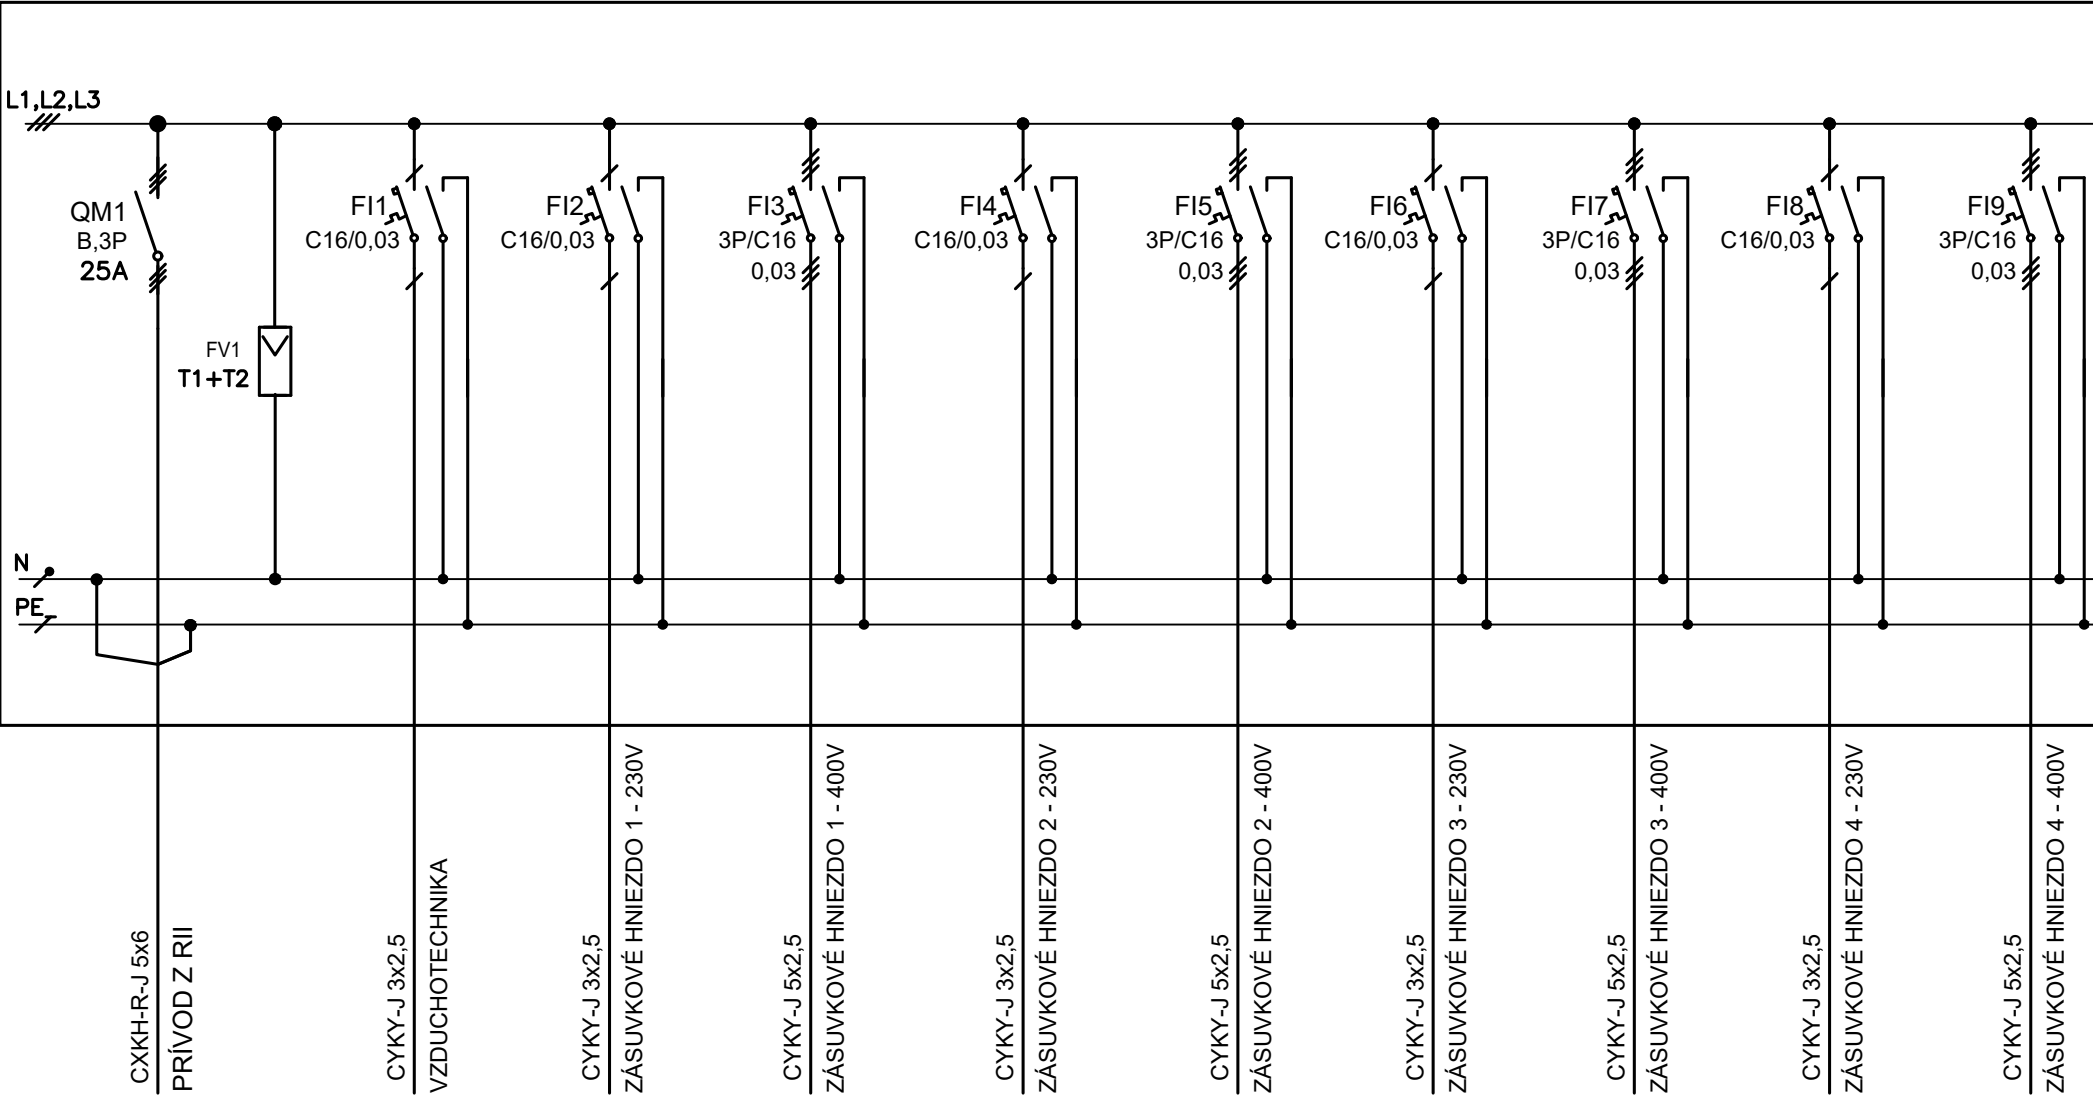 L1,L2,L3
QM1
B,3P
25A
FV1
T1+T2
FI1
C16/0,03
FI2
C16/0,03
FI3
3P/C16
0,03
FI4
C16/0,03
FI5
3P/C16
0,03
FI6
C16/0,03
FI7
3P/C16
0,03
FI8
C16/0,03
FI9
3P/C16
0,03
N
PE
CXKH-R-J 5x6
PRÍVOD Z RII
CYKY-J 3x2,5
VZDUCHOTECHNIKA
CYKY-J 3x2,5
ZÁSUVKOVÉ HNIEZDO 1 - 230V
CYKY-J 5x2,5
ZÁSUVKOVÉ HNIEZDO 1 - 400V
CYKY-J 3x2,5
ZÁSUVKOVÉ HNIEZDO 2 - 230V
CYKY-J 5x2,5
ZÁSUVKOVÉ HNIEZDO 2 - 400V
CYKY-J 3x2,5
ZÁSUVKOVÉ HNIEZDO 3 - 230V
CYKY-J 5x2,5
ZÁSUVKOVÉ HNIEZDO 3 - 400V
CYKY-J 3x2,5
ZÁSUVKOVÉ HNIEZDO 4 - 230V
CYKY-J 5x2,5
ZÁSUVKOVÉ HNIEZDO 4 - 400V